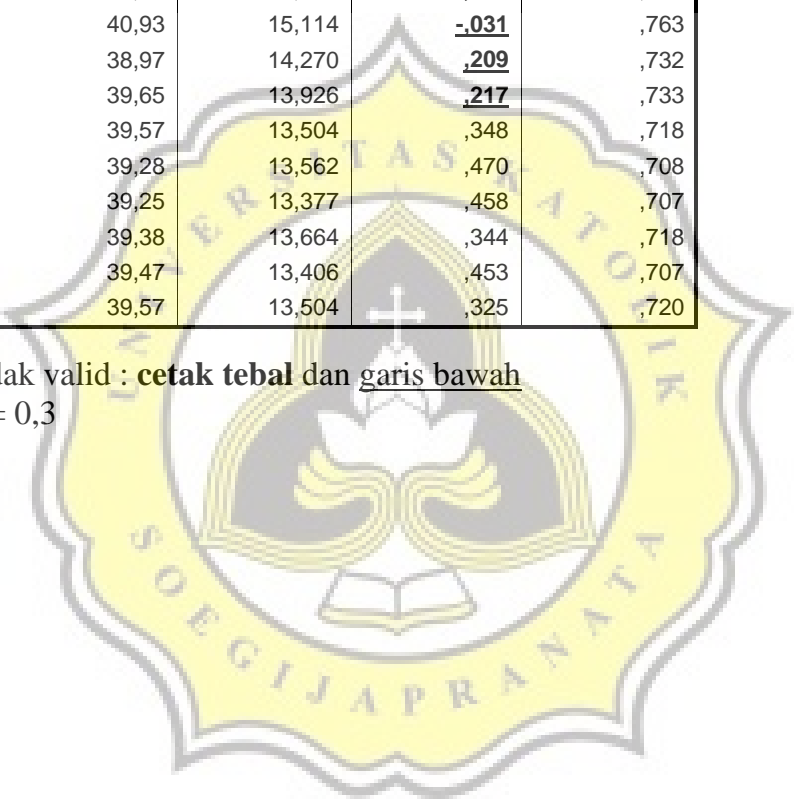 40,93 15,114 -,031 ,763
38,97 14,270 ,209 ,732
39,65 13,926 ,217 ,733
39,57 13,504 ,348 ,718
39,28 13,562 ,470 ,708
39,25 13,377 ,458 ,707
39,38 13,664 ,344 ,718
39,47 13,406 ,453 ,707
39,57 13,504 ,325 ,720
dak valid : cetak tebal dan garis bawah
= 0,3
UNIVERSITAS KATOLIK
SOEGIJAPRANATA